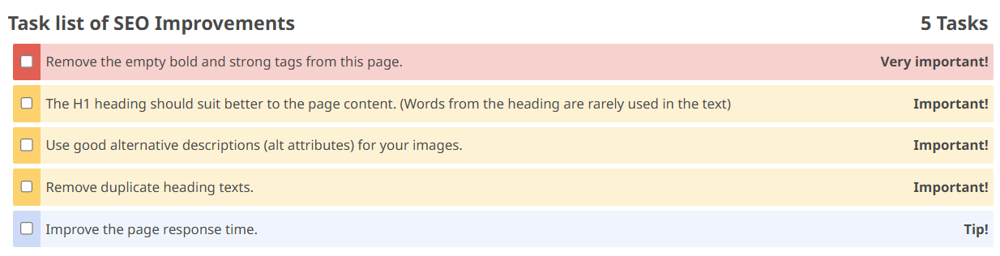 Task list of SEO Improvements 5 Tasks
Remove the empty bold and strong tags from this page. Very important!
The H1 heading should suit better to the page content. (Words from the heading are rarely used in the text) Important!
Use good alternative descriptions (alt attributes) for your images. Important!
Remove duplicate heading texts. Important!
Improve the page response time. Tip!